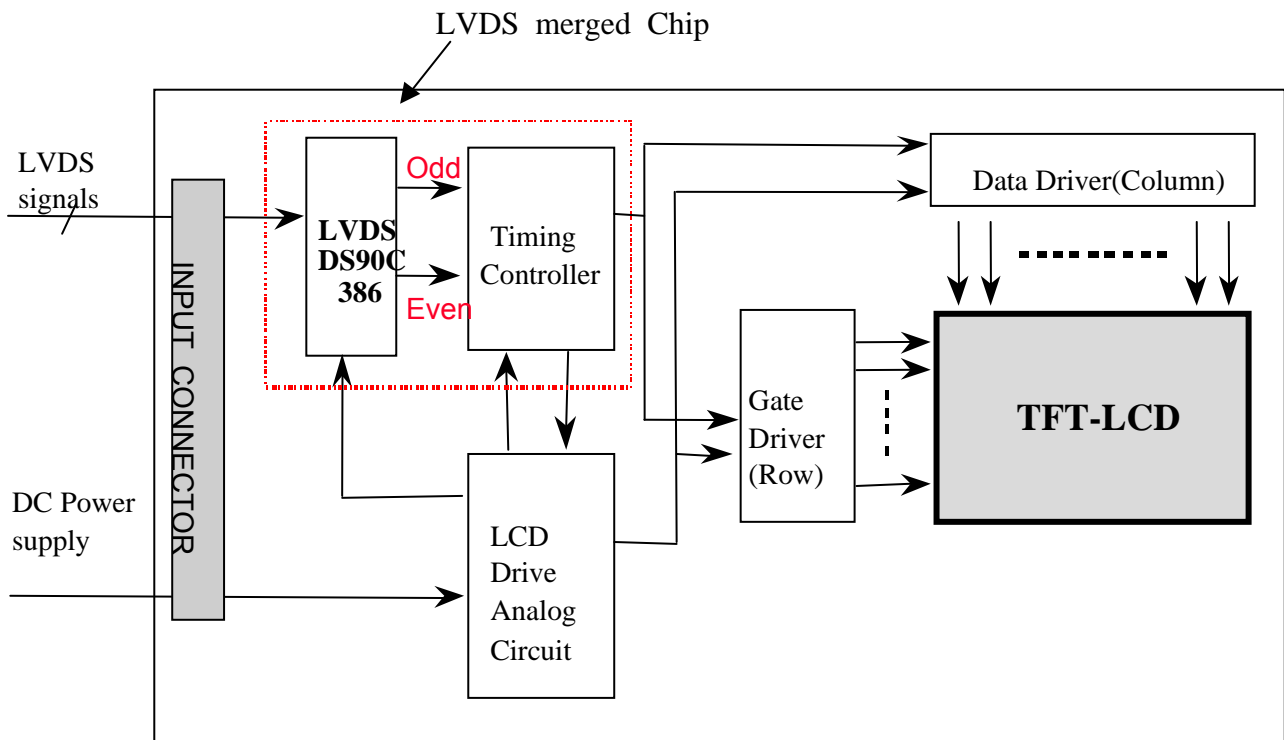 LVDS merged Chip
LVDS
signals
INPUT CONNECTOR
LVDS
DS90C
386
Odd
Even
Timing
Controller
Data Driver(Column)
Gate
Driver
(Row)
TFT-LCD
DC Power
supply
LCD
Drive
Analog
Circuit